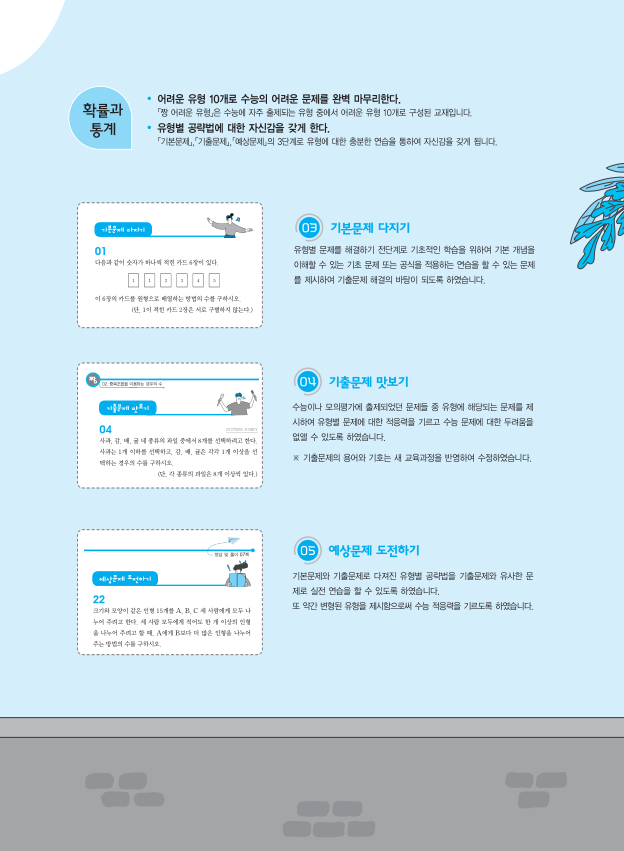 확률과
통계
• 어려운 유형 10개로 수능의 어려운 문제를 완벽 마무리한다.
『짱 어려운 유형』은 수능에 자주 출제되는 유형 중에서 어려운 유형 10개로 구성된 교재입니다.
• 유형별 공략법에 대한 자신감을 갖게 한다.
「기본문제」, 「기출문제」, 「예상문제」의 3단계로 유형에 대한 충분한 연습을 통하여 자신감을 갖게 됩니다.
기본문제 다지기
01
다음과 같이 숫자가 하나씩 적힌 카드 6장이 있다.
1 1 2 3 4 5
이 6장의 카드를 원형으로 배열하는 방법의 수를 구하시오.
(단, 1이 적힌 카드 2장은 서로 구별하지 않는다.)
03 기본문제 다지기
유형별 문제를 해결하기 전단계로 기초적인 학습을 위하여 기본 개념을
이해할 수 있는 기초 문제 또는 공식을 적용하는 연습을 할 수 있는 문제
를 제시하여 기출문제 해결의 바탕이 되도록 하였습니다.
짱
02. 중복조합을 이용하는 경우의 수
기출문제 맛보기
04
사과, 감, 배, 귤 네 종류의 과일 중에서 8개를 선택하려고 한다.
사과는 1개 이하를 선택하고, 감, 배, 귤은 각각 1개 이상을 선
택하는 경우의 수를 구하시오.
(단, 각 종류의 과일은 8개 이상씩 있다.)
04 기출문제 맛보기
수능이나 모의평가에 출제되었던 문제들 중 유형에 해당되는 문제를 제
시하여 유형별 문제에 대한 적응력을 기르고 수능 문제에 대한 두려움을
없앨 수 있도록 하였습니다.
※ 기출문제의 용어와 기호는 새 교육과정을 반영하여 수정하였습니다.
정답 및 풀이 07쪽
예상문제 도전하기
22
크기와 모양이 같은 인형 15개를 A, B, C 세 사람에게 모두 나
누어 주려고 한다. 세 사람 모두에게 적어도 한 개 이상의 인형
을 나누어 주려고 할 때, A에게 B보다 더 많은 인형을 나누어
주는 방법의 수를 구하시오.
05 예상문제 도전하기
기본문제와 기출문제로 다져진 유형별 공략법을 기출문제와 유사한 문
제로 실전 연습을 할 수 있도록 하였습니다.
또 약간 변형된 유형을 제시함으로써 수능 적응력을 기르도록 하였습니다.